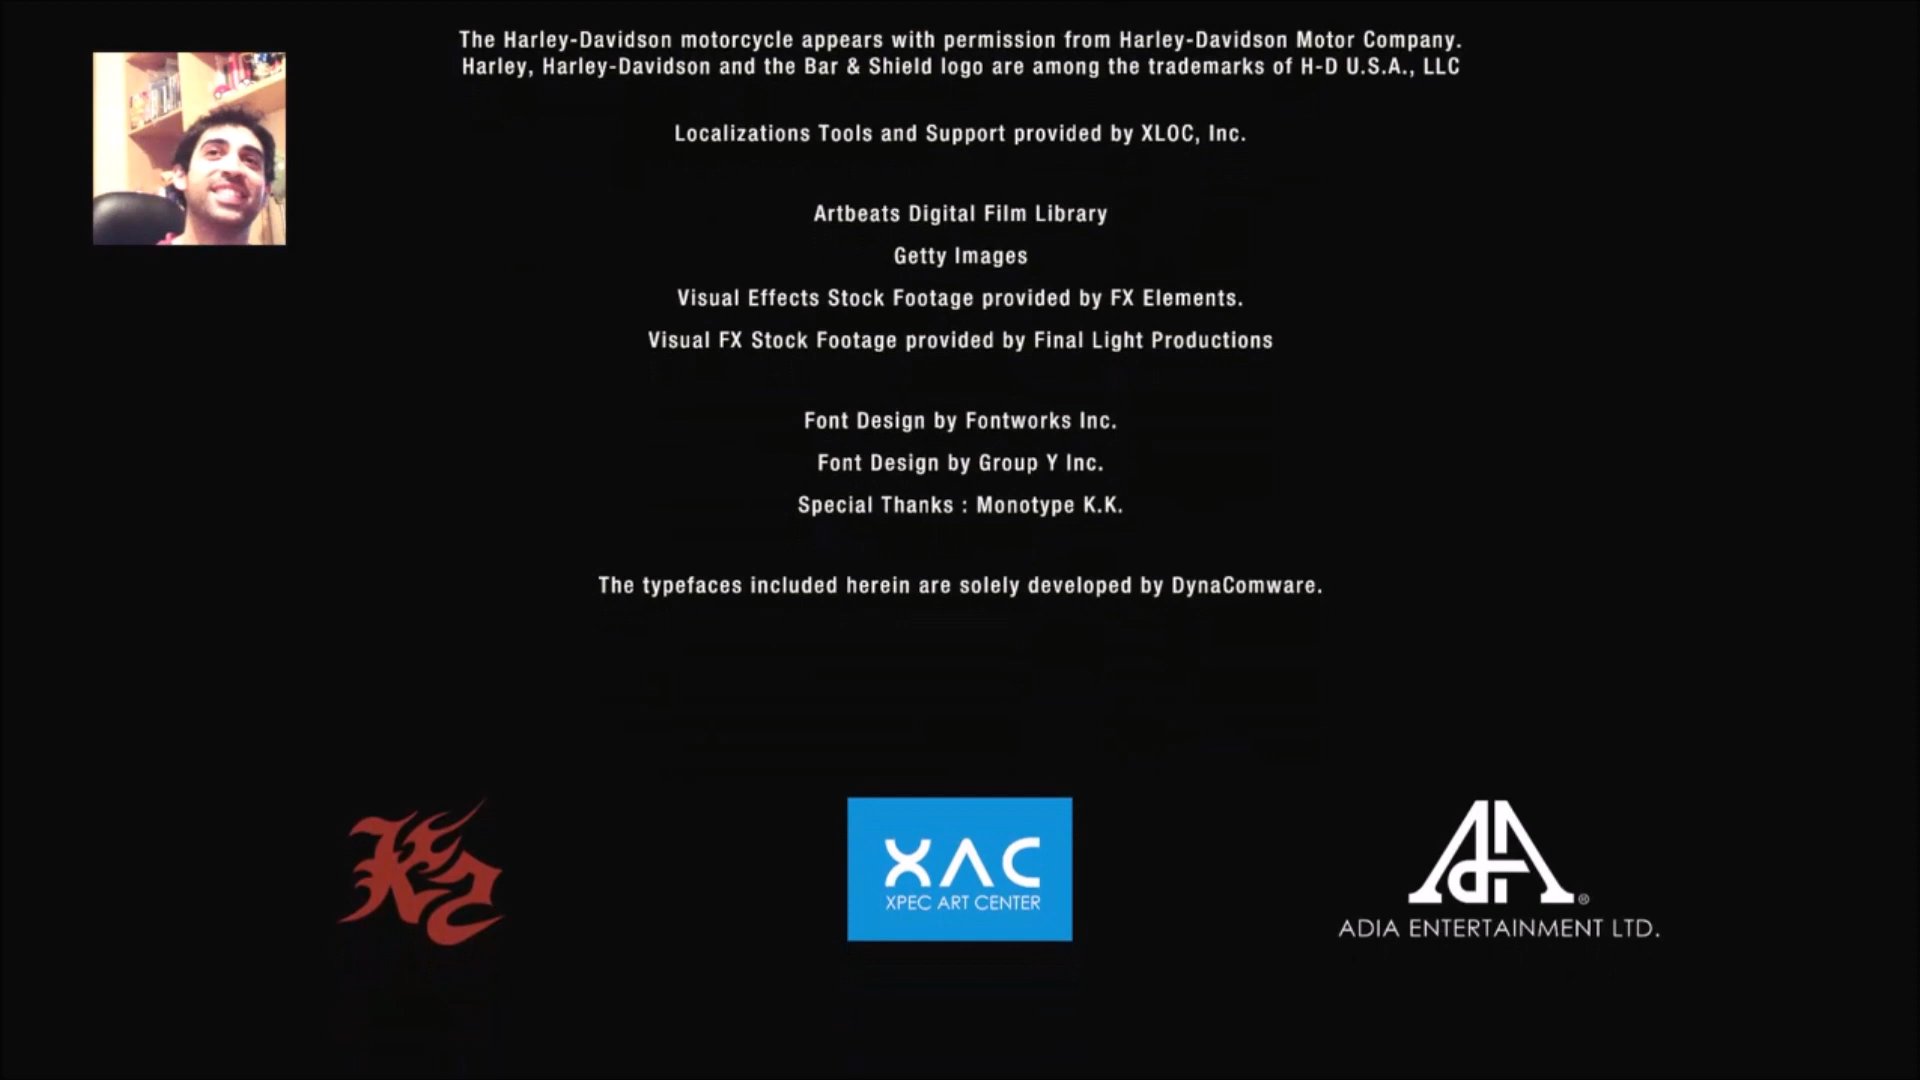 The Harley-Davidson motorcycle appears with permission from Harley-Davidson Motor Company.
Harley, Harley-Davidson and the Bar & Shield logo are among the trademarks of H-D U.S.A., LLC
Localizations Tools and Support provided by XLOC, Inc.
Artbeats Digital Film Library
Getty Images
Visual Effects Stock Footage provided by FX Elements.
Visual FX Stock Footage provided by Final Light Productions
Font Design by Fontworks Inc.
Font Design by Group Y Inc.
Special Thanks : Monotype K.K.
The typefaces included herein are solely developed by DynaComware.
K2
XAC
XPEC ART CENTER
®
ADIA ENTERTAINMENT LTD.